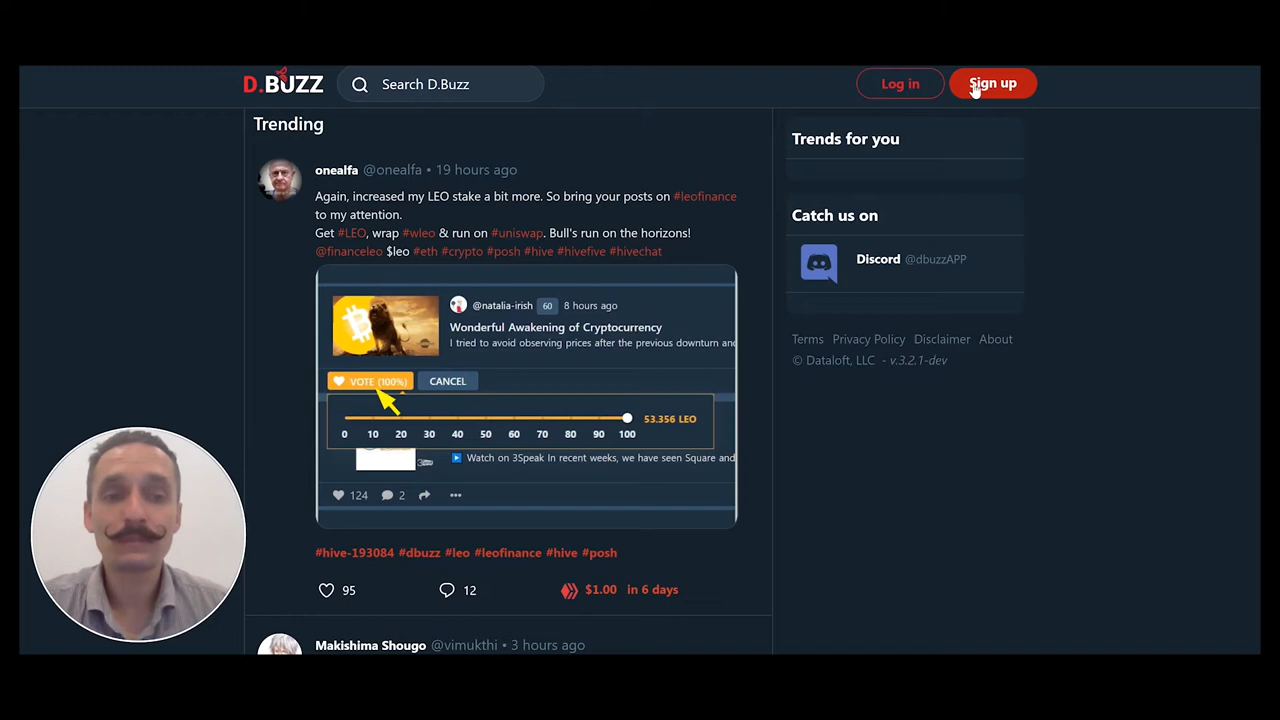 D.BUZZ
Search D.Buzz
Log in
Sign up
Trending
onealfa @onealfa • 19 hours ago
Again, increased my LEO stake a bit more. So bring your posts on #leofinance
to my attention.
Get #LEO, wrap #wleo & run on #uniswap. Bull's run on the horizons!
@financeleo $leo #eth #crypto #posh #hive #hivefive #hivechat
@natalia-irish 60 8 hours ago
Wonderful Awakening of Cryptocurrency
I tried to avoid observing prices after the previous downturn and
VOTE (100%) CANCEL
53.356 LEO
0 10 20 30 40 50 60 70 80 90 100
Watch on 3Speak In recent weeks, we have seen Square and
124 2
#hive-193084 #dbuzz #leo #leofinance #hive #posh
95 12 $1.00 in 6 days
Makishima Shougo @vimukthi • 3 hours ago
Trends for you
Catch us on
Discord @dbuzzAPP
Terms Privacy Policy Disclaimer About
© Dataloft, LLC - v.3.2.1-dev